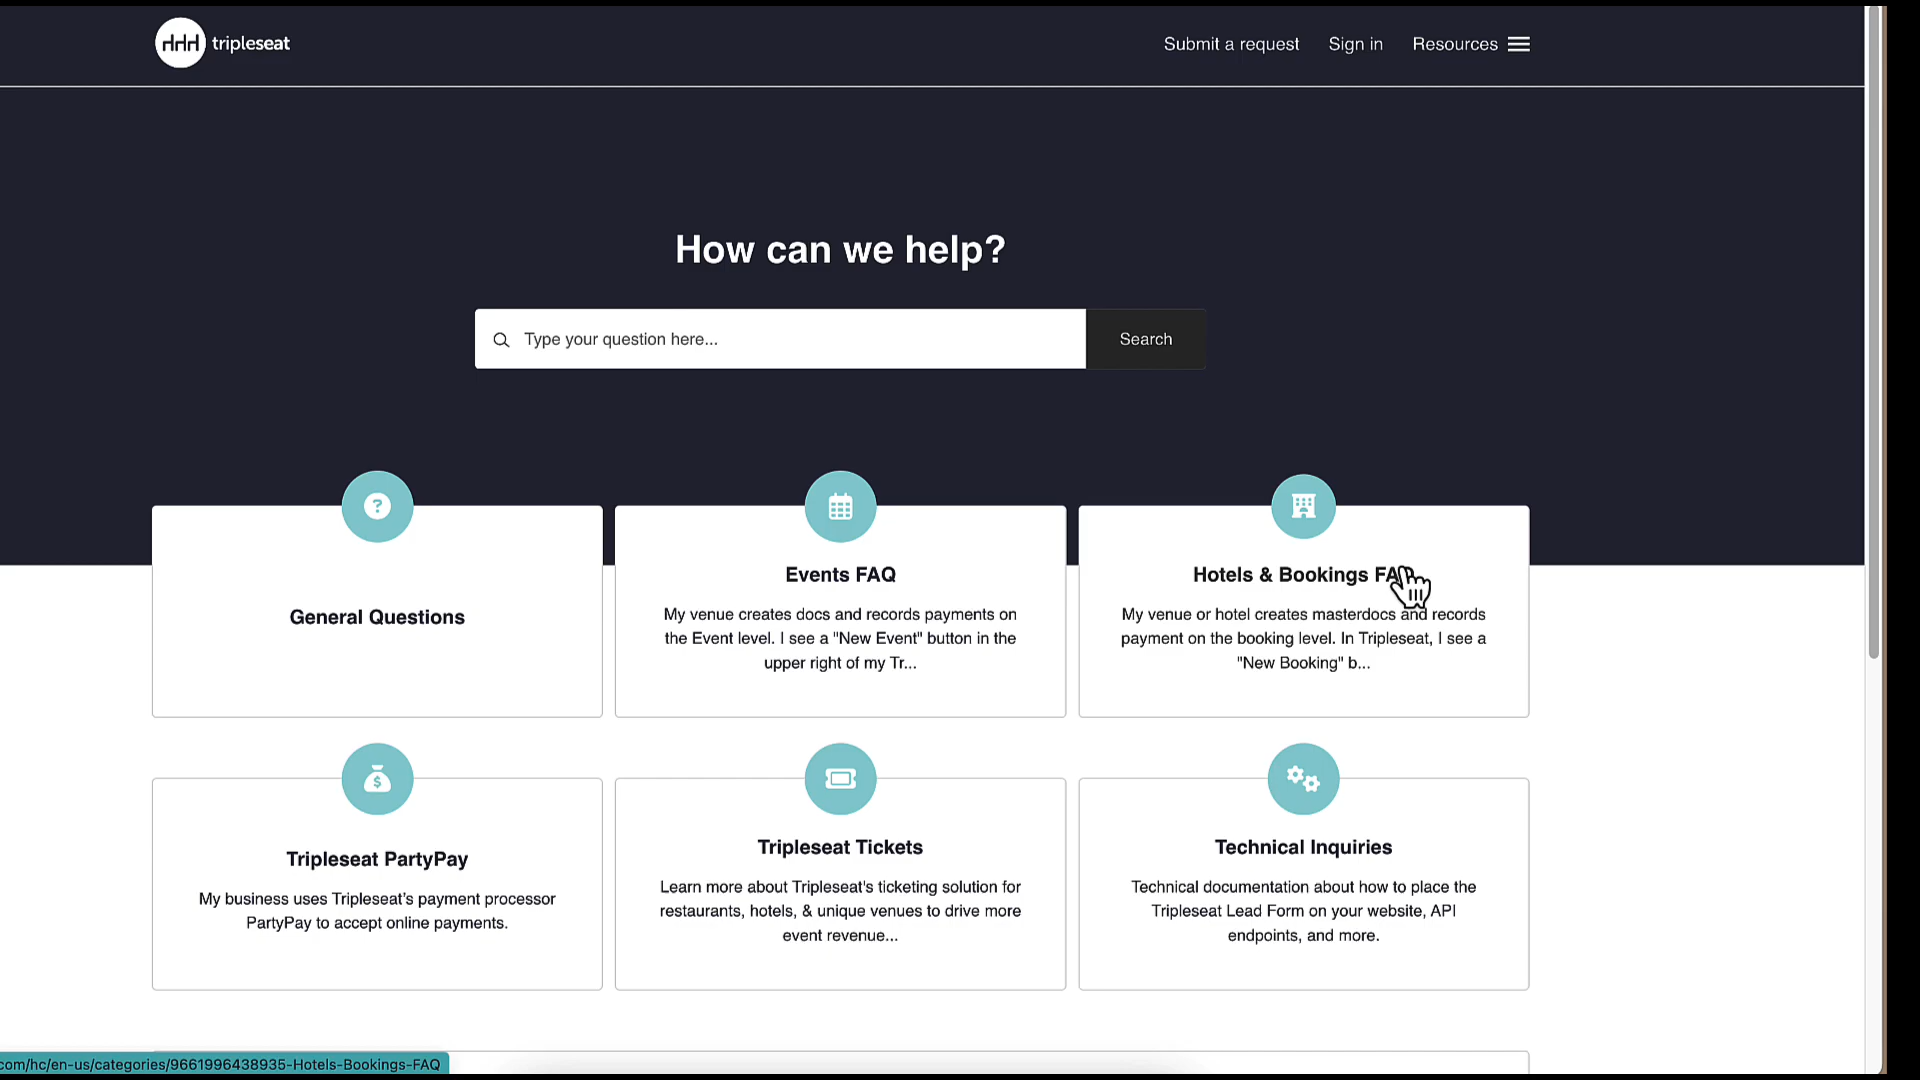 tripleseat
Submit a request
Sign in
Resources
How can we help?
Type your question here...
Search
General Questions
Events FAQ
My venue creates docs and records payments on
the Event level. I see a "New Event" button in the
upper right of my Tr...
Hotels & Bookings FAQ
My venue or hotel creates masterdocs and records
payment on the booking level. In Tripleseat, I see a
"New Booking" b...
Tripleseat PartyPay
My business uses Tripleseat's payment processor
PartyPay to accept online payments.
Tripleseat Tickets
Learn more about Tripleseat's ticketing solution for
restaurants, hotels, & unique venues to drive more
event revenue...
Technical Inquiries
Technical documentation about how to place the
Tripleseat Lead Form on your website, API
endpoints, and more.
com/hc/en-us/categories/9661996438935-Hotels-Bookings-FAQ